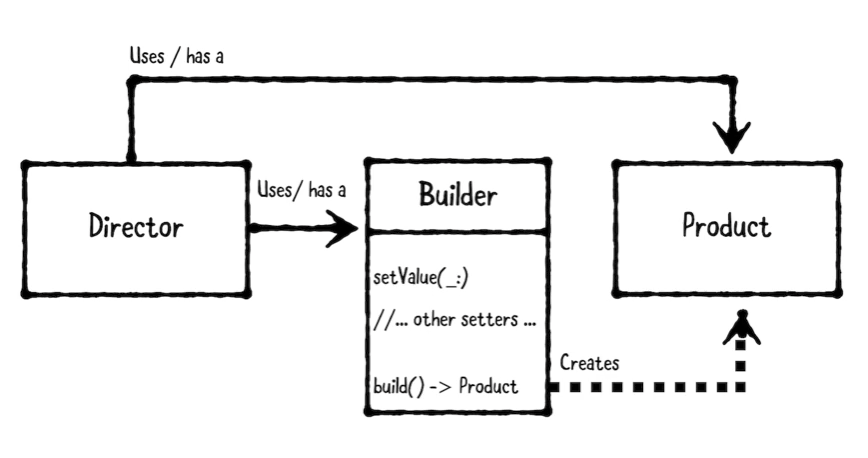 Uses / has a
Director
Uses/ has a
Builder
setValue(_:)
//... other setters ...
build() -> Product
Creates
Product